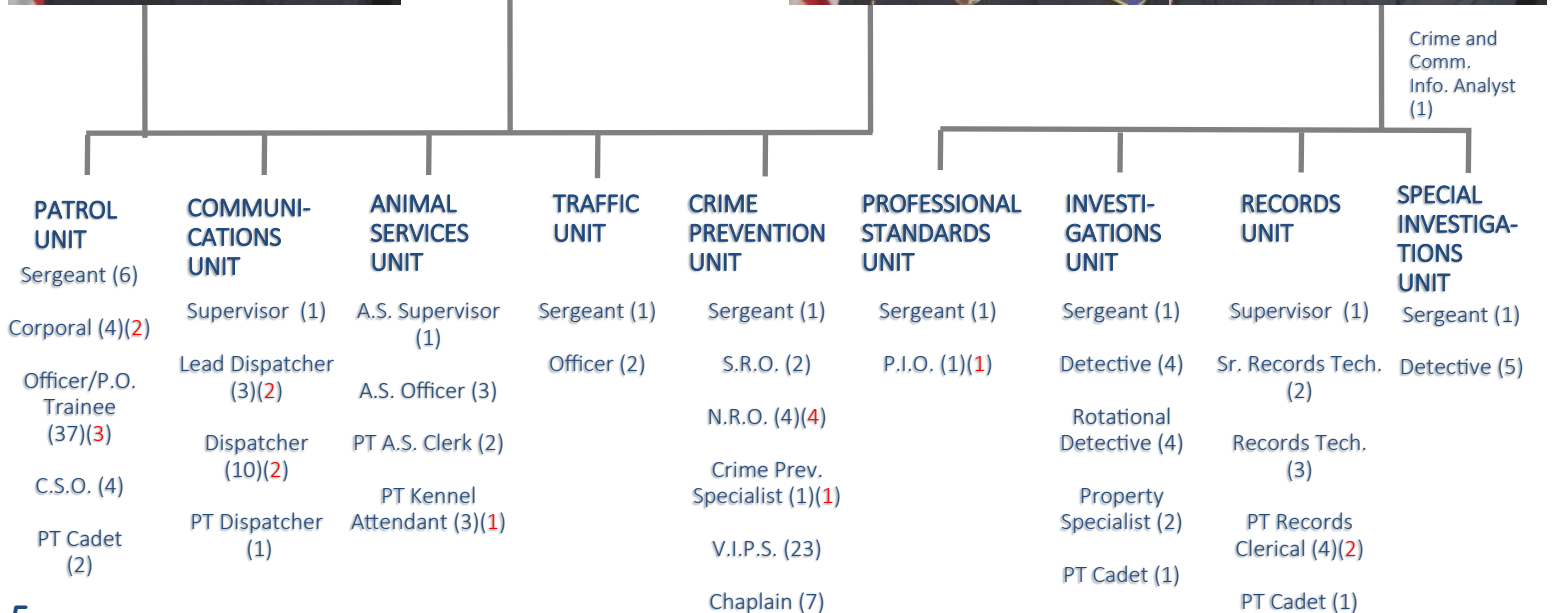 Crime and
Comm.
Info. Analyst
(1)
PATROL
UNIT
Sergeant (6)
Corporal (4)(2)
Officer/P.O.
Trainee
(37)(3)
C.S.O. (4)
PT Cadet
(2)
COMMUNI-
CATIONS
UNIT
Supervisor (1)
Lead Dispatcher
(3)(2)
Dispatcher
(10)(2)
PT Dispatcher
(1)
ANIMAL
SERVICES
UNIT
A.S. Supervisor
(1)
A.S. Officer (3)
PT A.S. Clerk (2)
PT Kennel
Attendant (3)(1)
TRAFFIC
UNIT
Sergeant (1)
Officer (2)
CRIME
PREVENTION
UNIT
Sergeant (1)
S.R.O. (2)
N.R.O. (4)(4)
Crime Prev.
Specialist (1)(1)
V.I.P.S. (23)
Chaplain (7)
PROFESSIONAL
STANDARDS
UNIT
Sergeant (1)
P.I.O. (1)(1)
INVESTI-
GATIONS
UNIT
Sergeant (1)
Detective (4)
Rotational
Detective (4)
Property
Specialist (2)
PT Cadet (1)
RECORDS
UNIT
Supervisor (1)
Sr. Records Tech.
(2)
Records Tech.
(3)
PT Records
Clerical (4)(2)
PT Cadet (1)
SPECIAL
INVESTIGA-
TIONS
UNIT
Sergeant (1)
Detective (5)